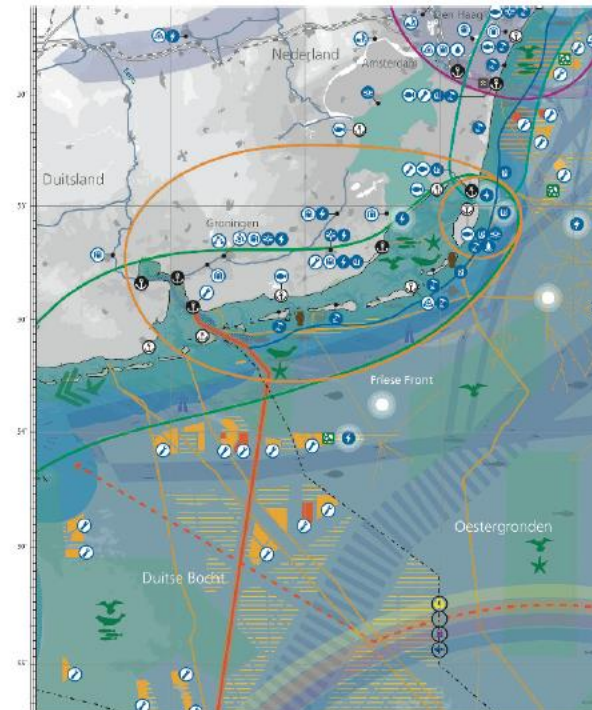 Den Haag
Nederland
Amsterdam
Duitsland
Groningen
Friese Front
Oestergronden
Duitse Bocht